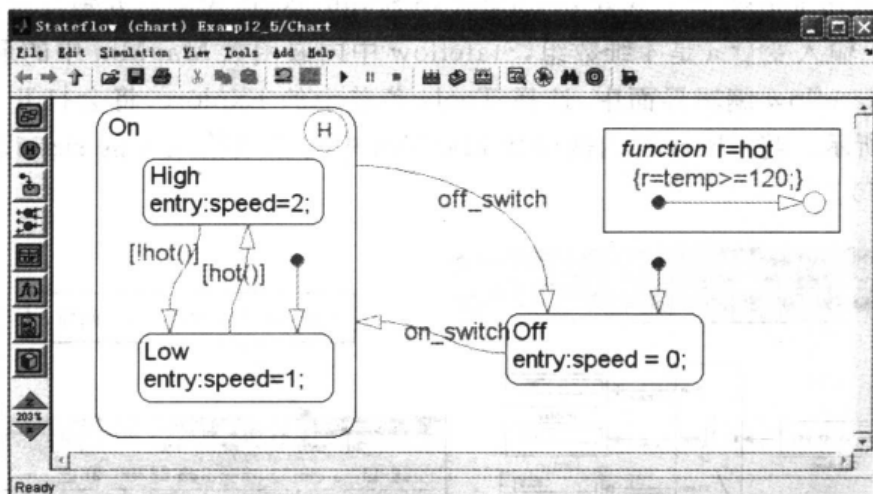 Stateflow (chart) Examp12_5/Chart
File Edit Simulation View Tools Add Help
On
H
High
entry:speed=2;
[!hot()]
[hot()]
Low
entry:speed=1;
off_switch
on_switch
function r=hot
{r=temp>=120;}
Off
entry:speed = 0;
203%
Ready